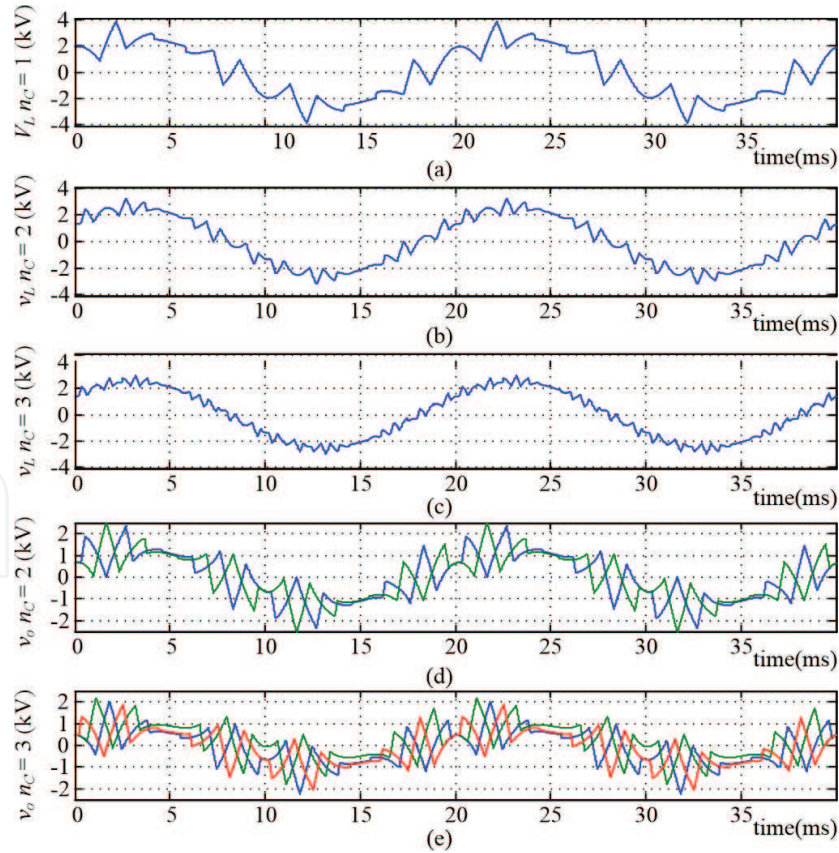 V_L n_C = 1 (kV)
4
2
0
-2
-4
0 5 10 15 20 25 30 35
time(ms)
(a)
v_L n_C = 2 (kV)
4
2
0
-2
-4
0 5 10 15 20 25 30 35
time(ms)
(b)
v_L n_C = 3 (kV)
4
2
0
-2
-4
0 5 10 15 20 25 30 35
time(ms)
(c)
v_o n_C = 2 (kV)
2
1
0
-1
-2
0 5 10 15 20 25 30 35
time(ms)
(d)
v_o n_C = 3 (kV)
2
1
0
-1
-2
0 5 10 15 20 25 30 35
time(ms)
(e)